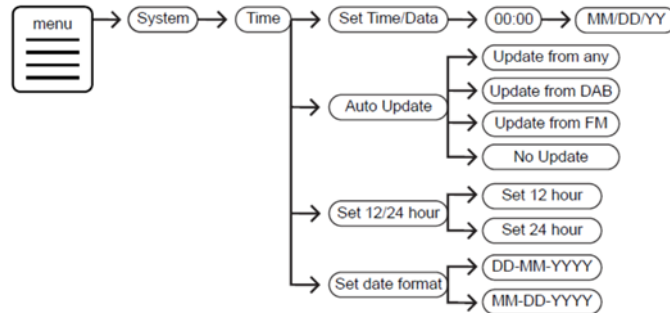 menu
System
Time
Set Time/Data
00:00
MM/DD/YY
Auto Update
Update from any
Update from DAB
Update from FM
No Update
Set 12/24 hour
Set 12 hour
Set 24 hour
Set date format
DD-MM-YYYY
MM-DD-YYYY